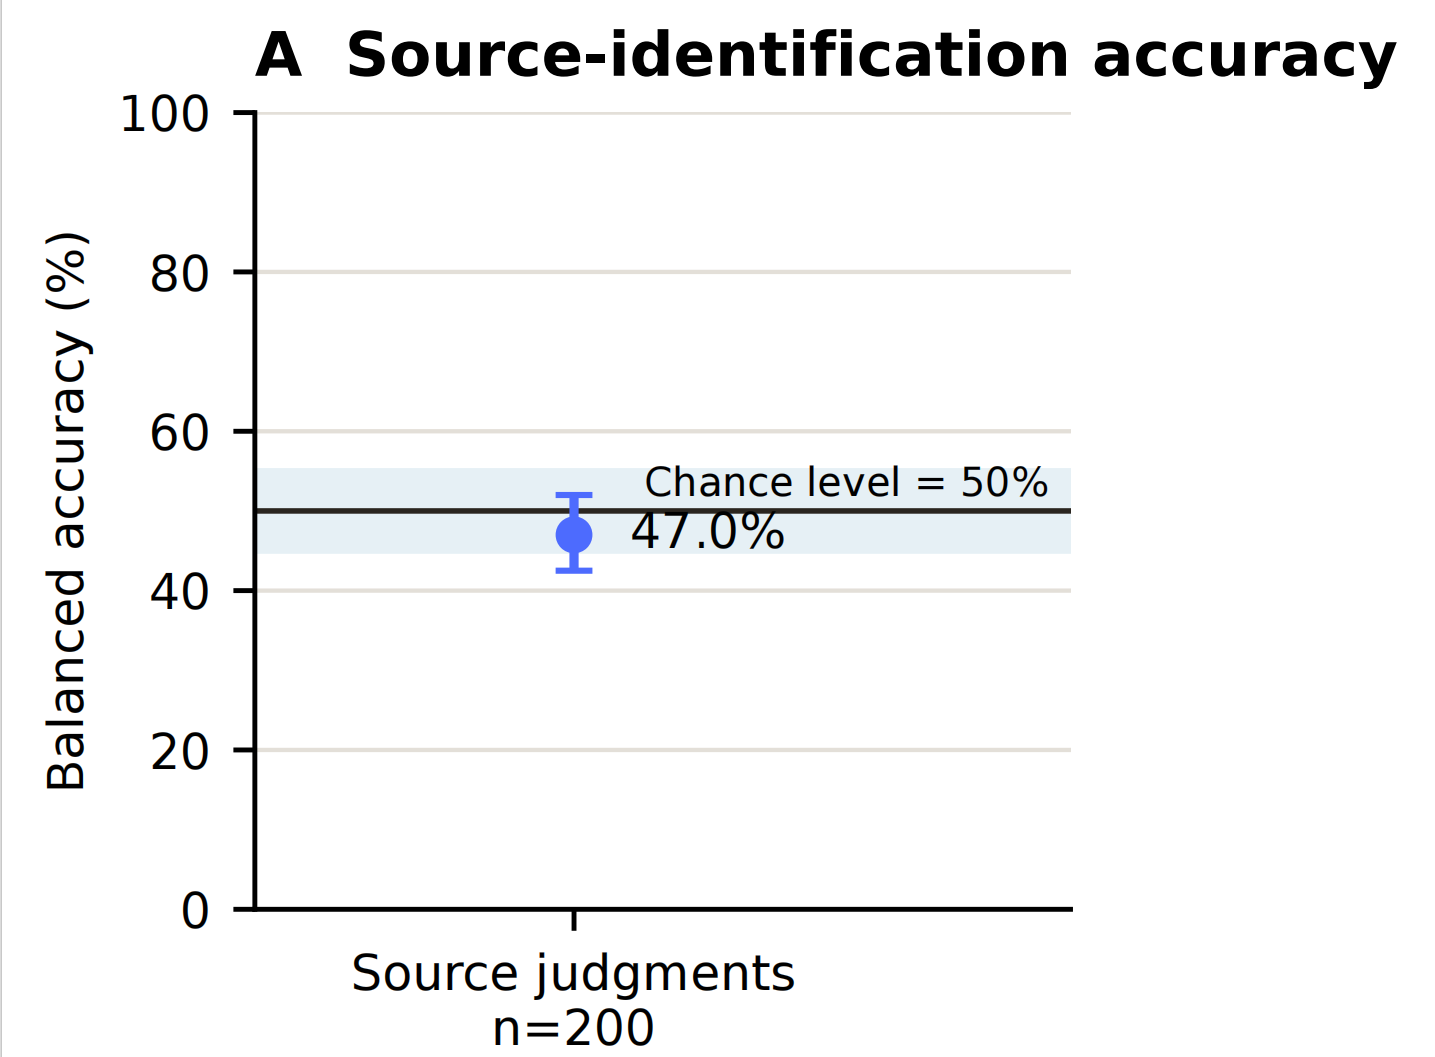 A Source-identification accuracy
100
80
60
40
20
0
Balanced accuracy (%)
Chance level = 50%
47.0%
Source judgments
n=200